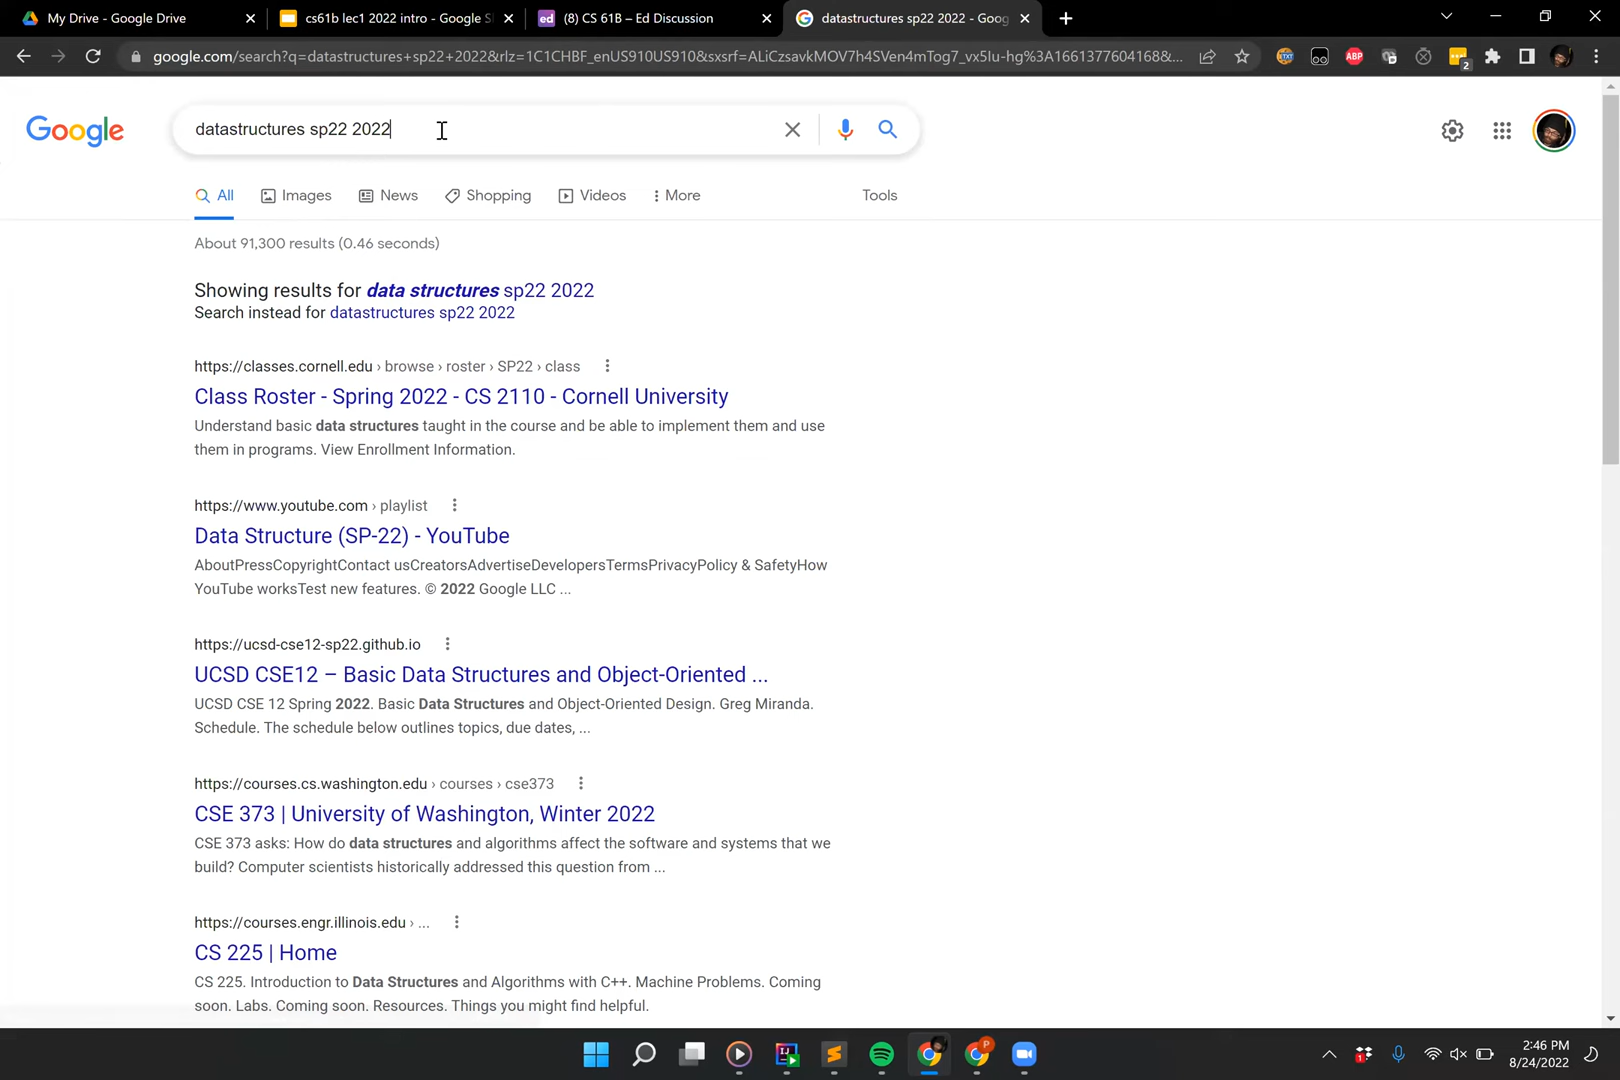 My Drive - Google Drive
cs61b lec1 2022 intro - Google S
ed
(8) CS 61B – Ed Discussion
datastructures sp22 2022 - Goog
google.com/search?q=datastructures+sp22+2022&rlz=1C1CHBF_enUS910US910&sxsrf=ALiCzsavkMOV7h4SVen4mTog7_vx5Iu-hg%3A1661377604168&...
ABP
2
Google
datastructures sp22 2022
All
Images
News
Shopping
Videos
More
Tools
About 91,300 results (0.46 seconds)
Showing results for data structures sp22 2022
Search instead for datastructures sp22 2022
https://classes.cornell.edu › browse › roster › SP22 › class
Class Roster - Spring 2022 - CS 2110 - Cornell University
Understand basic data structures taught in the course and be able to implement them and use
them in programs. View Enrollment Information.
https://www.youtube.com › playlist
Data Structure (SP-22) - YouTube
AboutPressCopyrightContact usCreatorsAdvertiseDevelopersTermsPrivacyPolicy & SafetyHow
YouTube worksTest new features. © 2022 Google LLC ...
https://ucsd-cse12-sp22.github.io
UCSD CSE12 – Basic Data Structures and Object-Oriented ...
UCSD CSE 12 Spring 2022. Basic Data Structures and Object-Oriented Design. Greg Miranda.
Schedule. The schedule below outlines topics, due dates, ...
https://courses.cs.washington.edu › courses › cse373
CSE 373 | University of Washington, Winter 2022
CSE 373 asks: How do data structures and algorithms affect the software and systems that we
build? Computer scientists historically addressed this question from ...
https://courses.engr.illinois.edu › ...
CS 225 | Home
CS 225. Introduction to Data Structures and Algorithms with C++. Machine Problems. Coming
soon. Labs. Coming soon. Resources. Things you might find helpful.
2:46 PM
8/24/2022